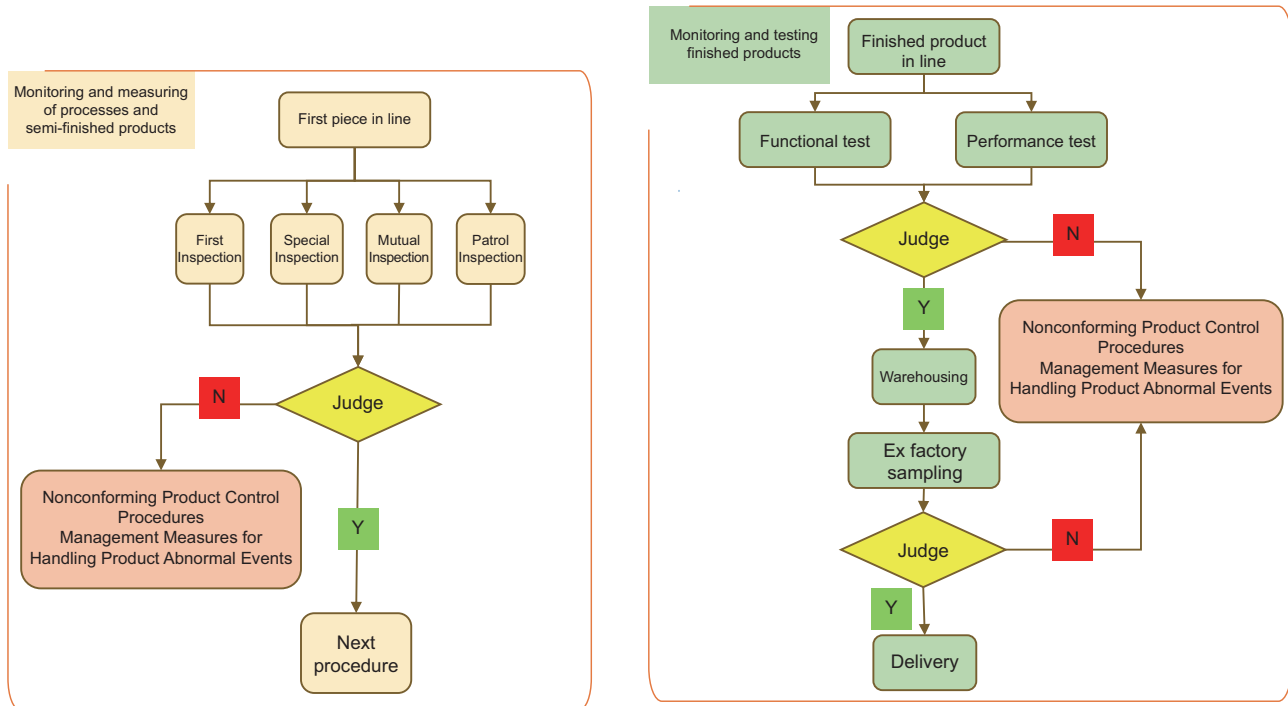 Monitoring and measuring
of processes and
semi-finished products
First piece in line
First
Inspection
Special
Inspection
Mutual
Inspection
Patrol
Inspection
Judge
N
Nonconforming Product Control
Procedures
Management Measures for
Handling Product Abnormal Events
Y
Next
procedure
Monitoring and testing
finished products
Finished product
in line
Functional test
Performance test
Judge
N
Y
Nonconforming Product Control
Procedures
Management Measures for
Handling Product Abnormal Events
Warehousing
Ex factory
sampling
Judge
N
Y
Delivery